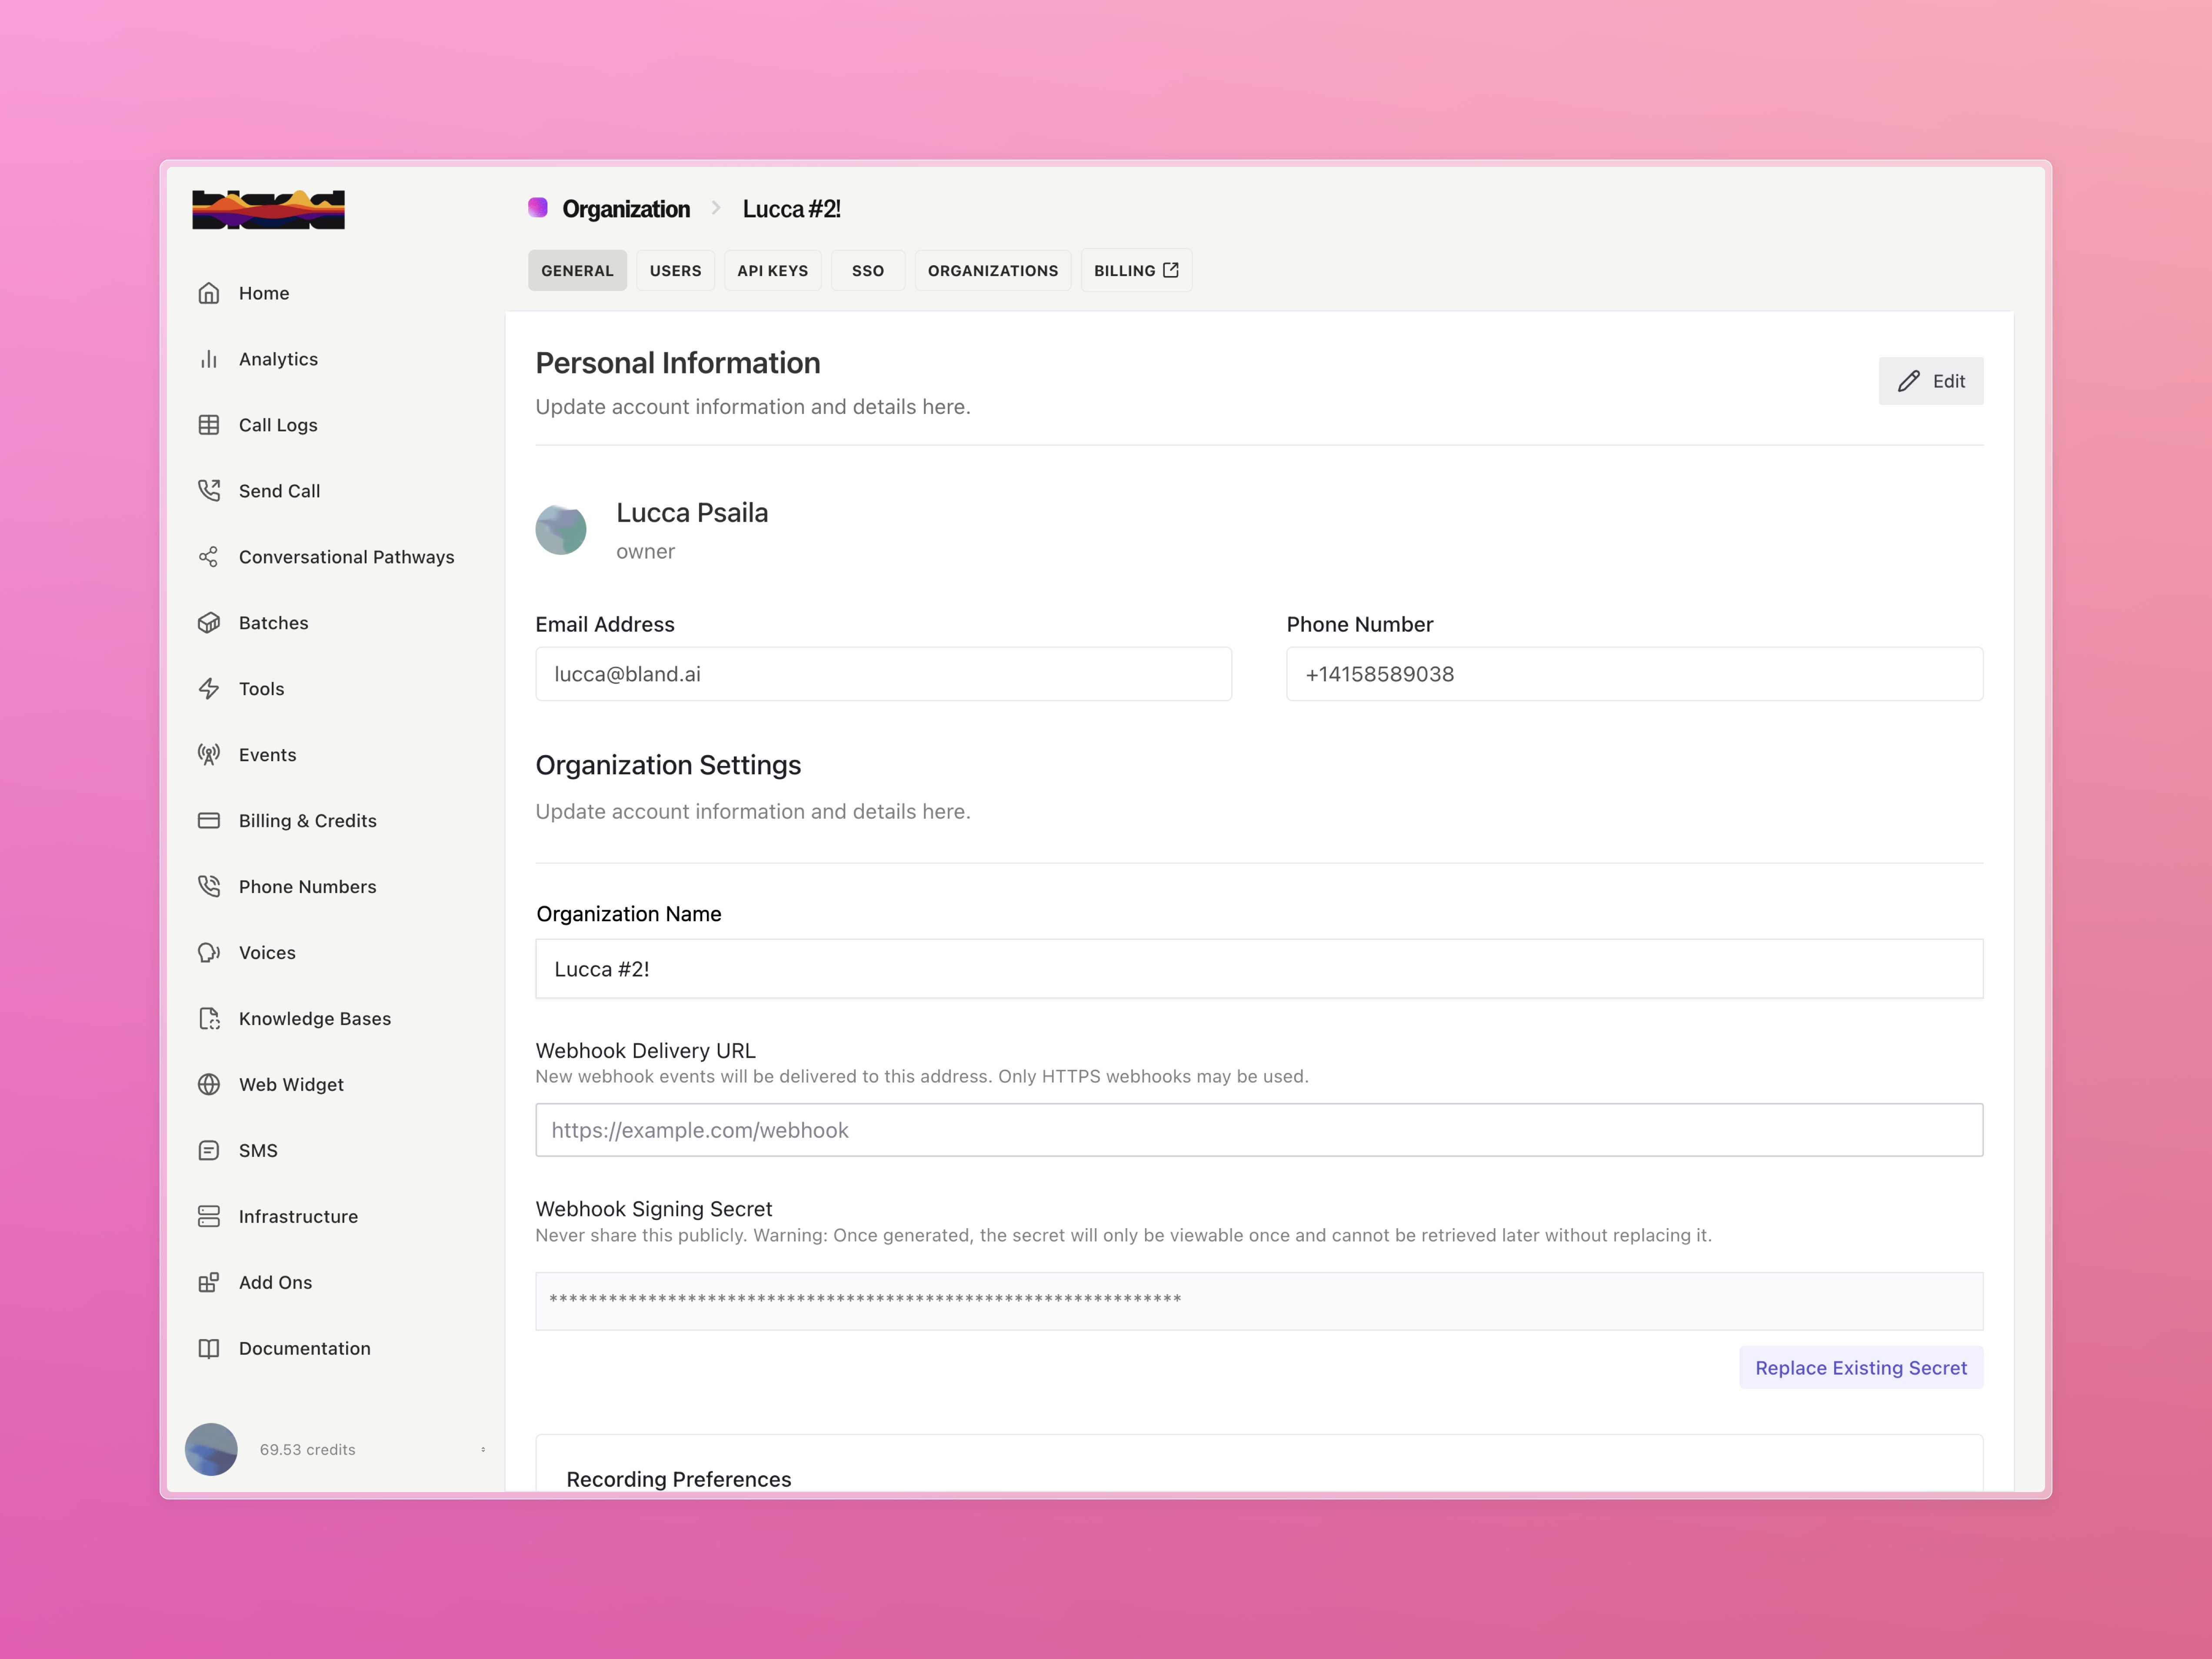 bland
Home
Analytics
Call Logs
Send Call
Conversational Pathways
Batches
Tools
Events
Billing & Credits
Phone Numbers
Voices
Knowledge Bases
Web Widget
SMS
Infrastructure
Add Ons
Documentation
69.53 credits
Organization > Lucca #2!
GENERAL USERS API KEYS SSO ORGANIZATIONS BILLING
Personal Information
Edit
Update account information and details here.
Lucca Psaila
owner
Email Address
lucca@bland.ai
Phone Number
+14158589038
Organization Settings
Update account information and details here.
Organization Name
Lucca #2!
Webhook Delivery URL
New webhook events will be delivered to this address. Only HTTPS webhooks may be used.
https://example.com/webhook
Webhook Signing Secret
Never share this publicly. Warning: Once generated, the secret will only be viewable once and cannot be retrieved later without replacing it.
****************************************************************
Replace Existing Secret
Recording Preferences